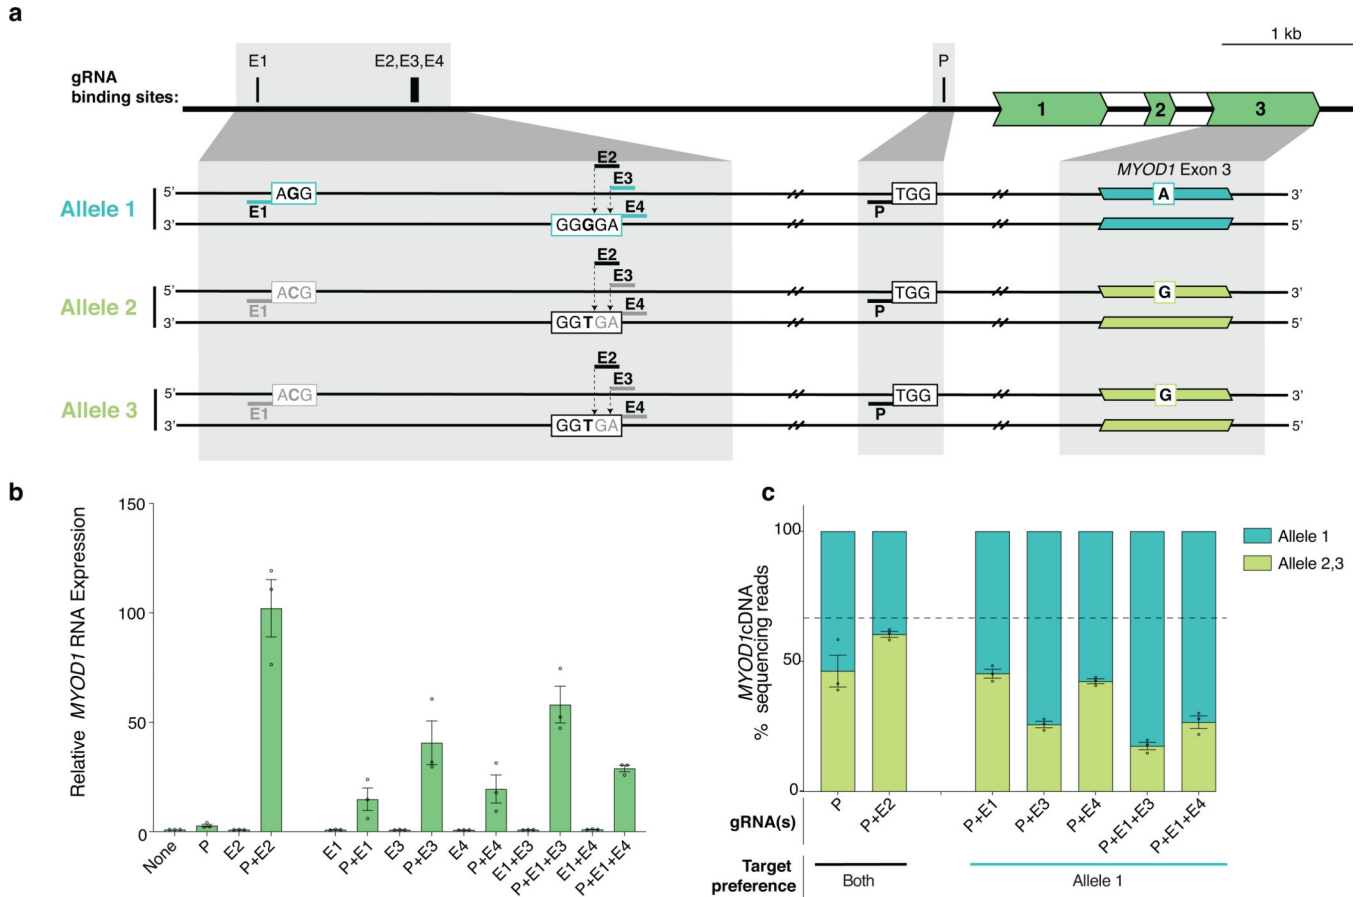 a
1 kb
E1
E2,E3,E4
P
gRNA
binding sites:
1
2
3
MYOD1 Exon 3
Allele 1
5'
AGG
E1
E2
E3
E4
3'
GGGGA
TGG
P
A
3'
5'
Allele 2
5'
ACG
E1
E2
E3
E4
3'
GGTGA
TGG
P
G
3'
5'
Allele 3
5'
ACG
E1
E2
E3
E4
3'
GGTGA
TGG
P
G
3'
5'
b
Relative MYOD1 RNA Expression
150
100
50
0
None
P
E2
P+E2
E1
P+E1
E3
P+E3
E4
P+E4
E1+E3
P+E1+E3
E1+E4
P+E1+E4
c
MYOD1cDNA
% sequencing reads
100
50
0
Allele 1
Allele 2,3
gRNA(s)
P
P+E2
P+E1
P+E3
P+E4
P+E1+E3
P+E1+E4
Target
preference
Both
Allele 1